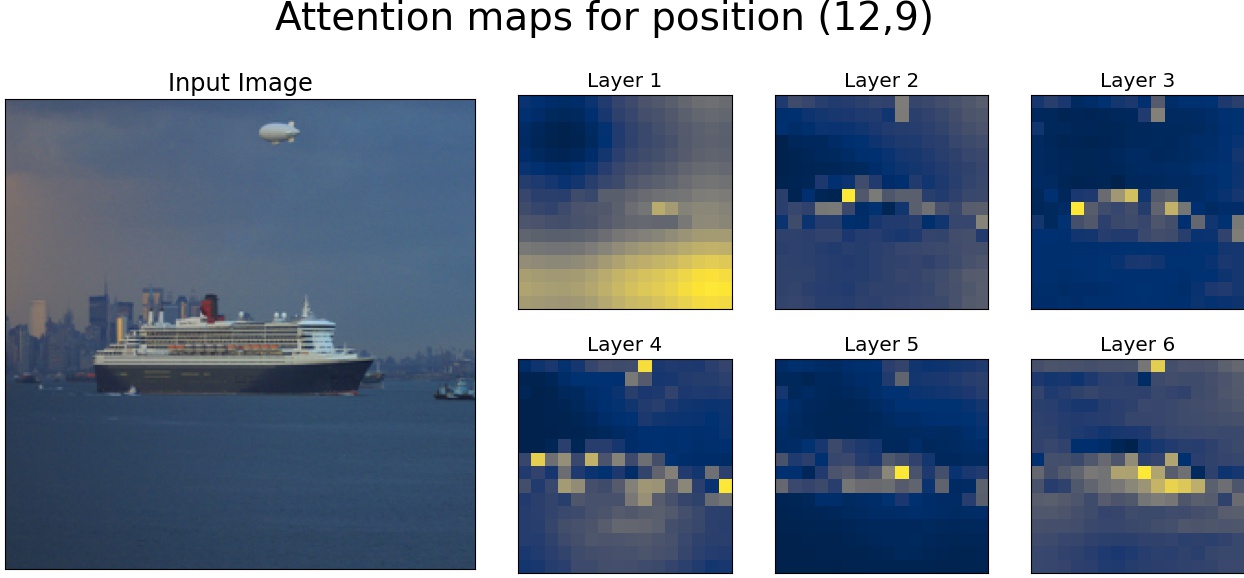 Attention maps for position (12,9)
Input Image
Layer 1
Layer 2
Layer 3
Layer 4
Layer 5
Layer 6